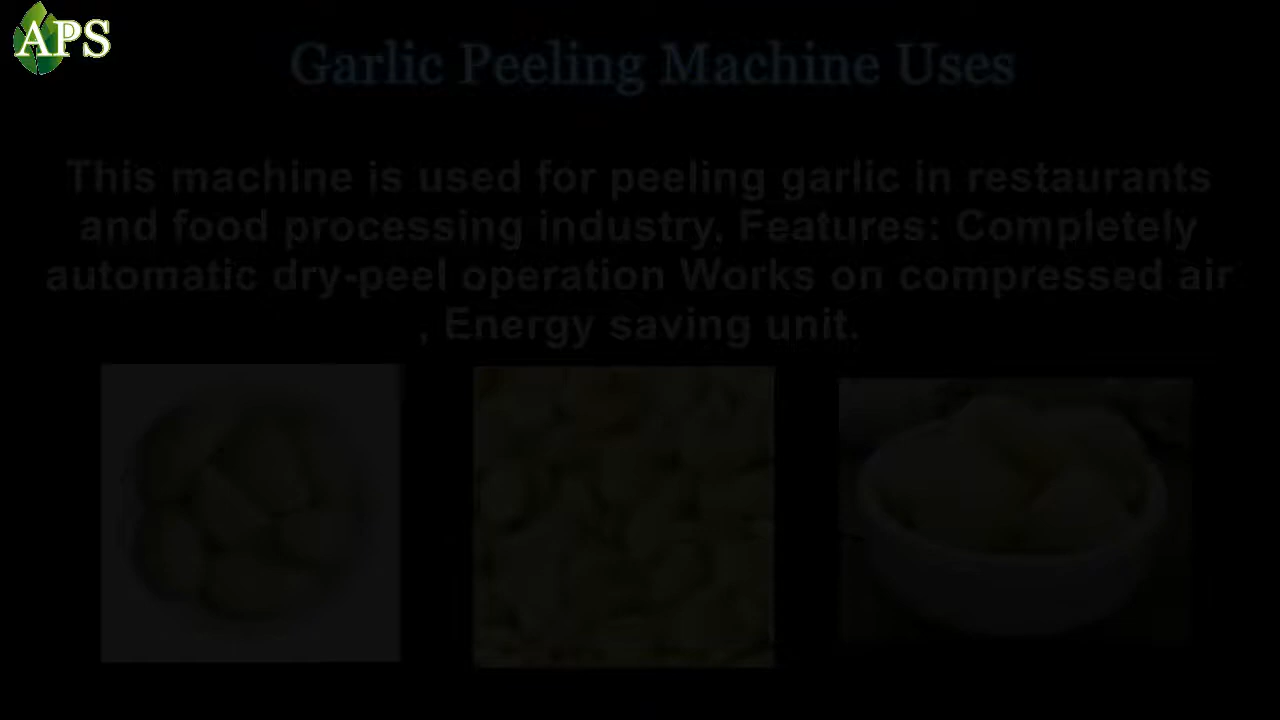 APS
Garlic Peeling Machine Uses
This machine is used for peeling garlic in restaurants
and food processing industry. Features: Completely
automatic dry-peel operation Works on compressed air
, Energy saving unit.